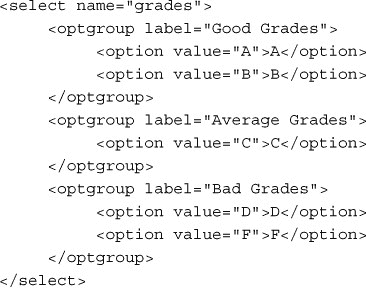 <select name="grades">
<optgroup label="Good Grades">
<option value="A">A</option>
<option value="B">B</option>
</optgroup>
<optgroup label="Average Grades">
<option value="C">C</option>
</optgroup>
<optgroup label="Bad Grades">
<option value="D">D</option>
<option value="F">F</option>
</optgroup>
</select>